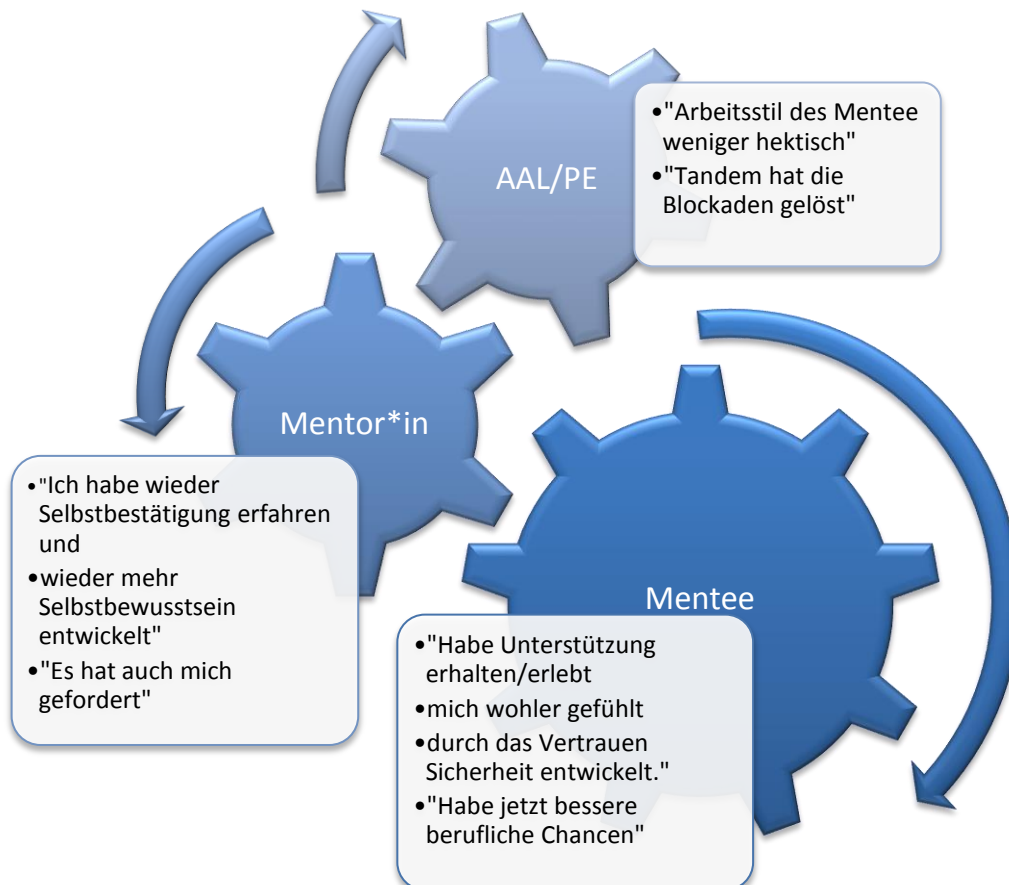 AAL/PE
•"Arbeitsstil des Mentee
weniger hektisch"
•"Tandem hat die
Blockaden gelöst"
Mentor*in
•"Ich habe wieder
Selbstbestätigung erfahren
und
•wieder mehr
Selbstbewusstsein
entwickelt"
•"Es hat auch mich
gefordert"
Mentee
•"Habe Unterstützung
erhalten/erlebt
•mich wohler gefühlt
•durch das Vertrauen
Sicherheit entwickelt."
•"Habe jetzt bessere
berufliche Chancen"